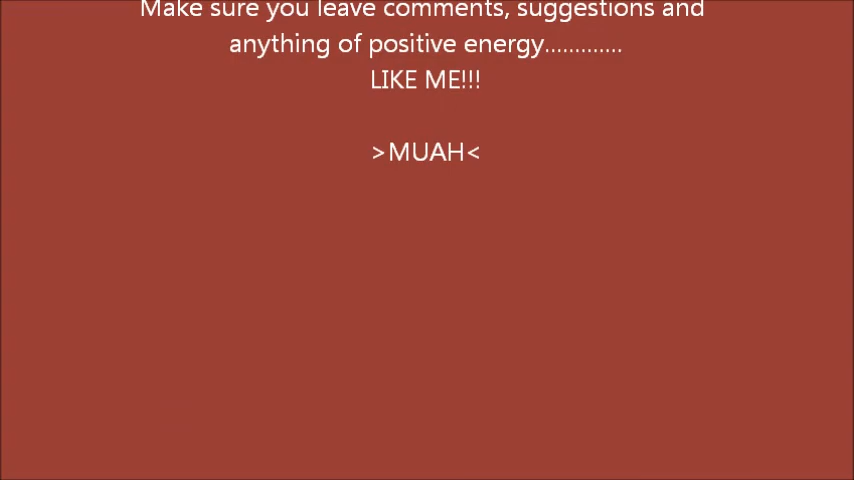 Make sure you leave comments, suggestions and
anything of positive energy.............
LIKE ME!!!
>MUAH<